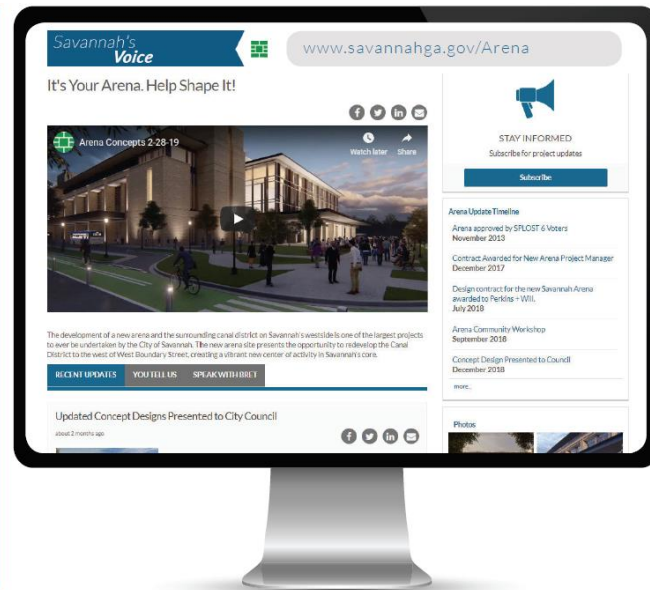 Savannah's
Voice
www.savannahga.gov/Arena
It's Your Arena. Help Shape It!
Arena Concepts 2-28-19
Watch later
Share
The development of a new arena and the surrounding canal district on Savannah's westside is one of the largest projects
to ever be undertaken by the City of Savannah. The new arena site presents the opportunity to redevelop the Canal
District to the west of West Boundary Street, creating a vibrant new center of activity in Savannah's core.
RECENT UPDATES
YOU TELL US
SPEAK WITH BRET
Updated Concept Designs Presented to City Council
about 2 months ago
STAY INFORMED
Subscribe for project updates
Subscribe
Arena Update Timeline
Arena approved by SPLOST 6 Voters
November 2013
Contract Awarded for New Arena Project Manager
December 2017
Design contract for the new Savannah Arena
awarded to Perkins + Will.
July 2018
Arena Community Workshop
September 2018
Concept Design Presented to Council
December 2018
more..
Photos